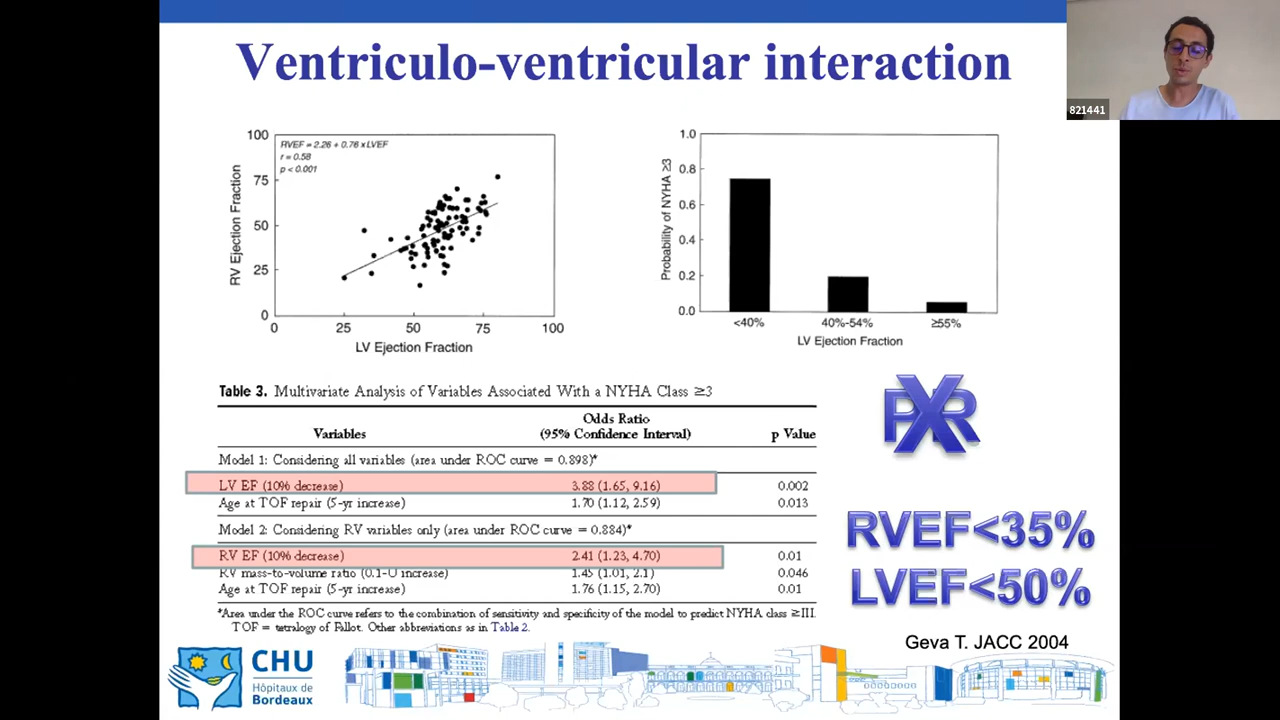 Ventriculo-ventricular interaction
821441
100
75
50
25
0
RV Ejection Fraction
RVEF = 2.26 + 0.76 x LVEF
r = 0.58
p < 0.001
0 25 50 75 100
LV Ejection Fraction
1.0
0.8
0.6
0.4
0.2
0.0
Probability of NYHA ≥3
<40% 40%-54% ≥55%
LV Ejection Fraction
Table 3. Multivariate Analysis of Variables Associated With a NYHA Class ≥3
Variables Odds Ratio (95% Confidence Interval) p Value
Model 1: Considering all variables (area under ROC curve = 0.898)*
LV EF (10% decrease) 3.88 (1.65, 9.16) 0.002
Age at TOF repair (5-yr increase) 1.70 (1.12, 2.59) 0.013
Model 2: Considering RV variables only (area under ROC curve = 0.884)*
RV EF (10% decrease) 2.41 (1.23, 4.70) 0.01
RV mass-to-volume ratio (0.1-U increase) 1.45 (1.01, 2.1) 0.046
Age at TOF repair (5-yr increase) 1.76 (1.15, 2.70) 0.01
*Area under the ROC curve refers to the combination of sensitivity and specificity of the model to predict NYHA class ≥III.
TOF = tetralogy of Fallot. Other abbreviations as in Table 2.
PXR
RVEF<35%
LVEF<50%
Geva T. JACC 2004
CHU
Hôpitaux de
Bordeaux